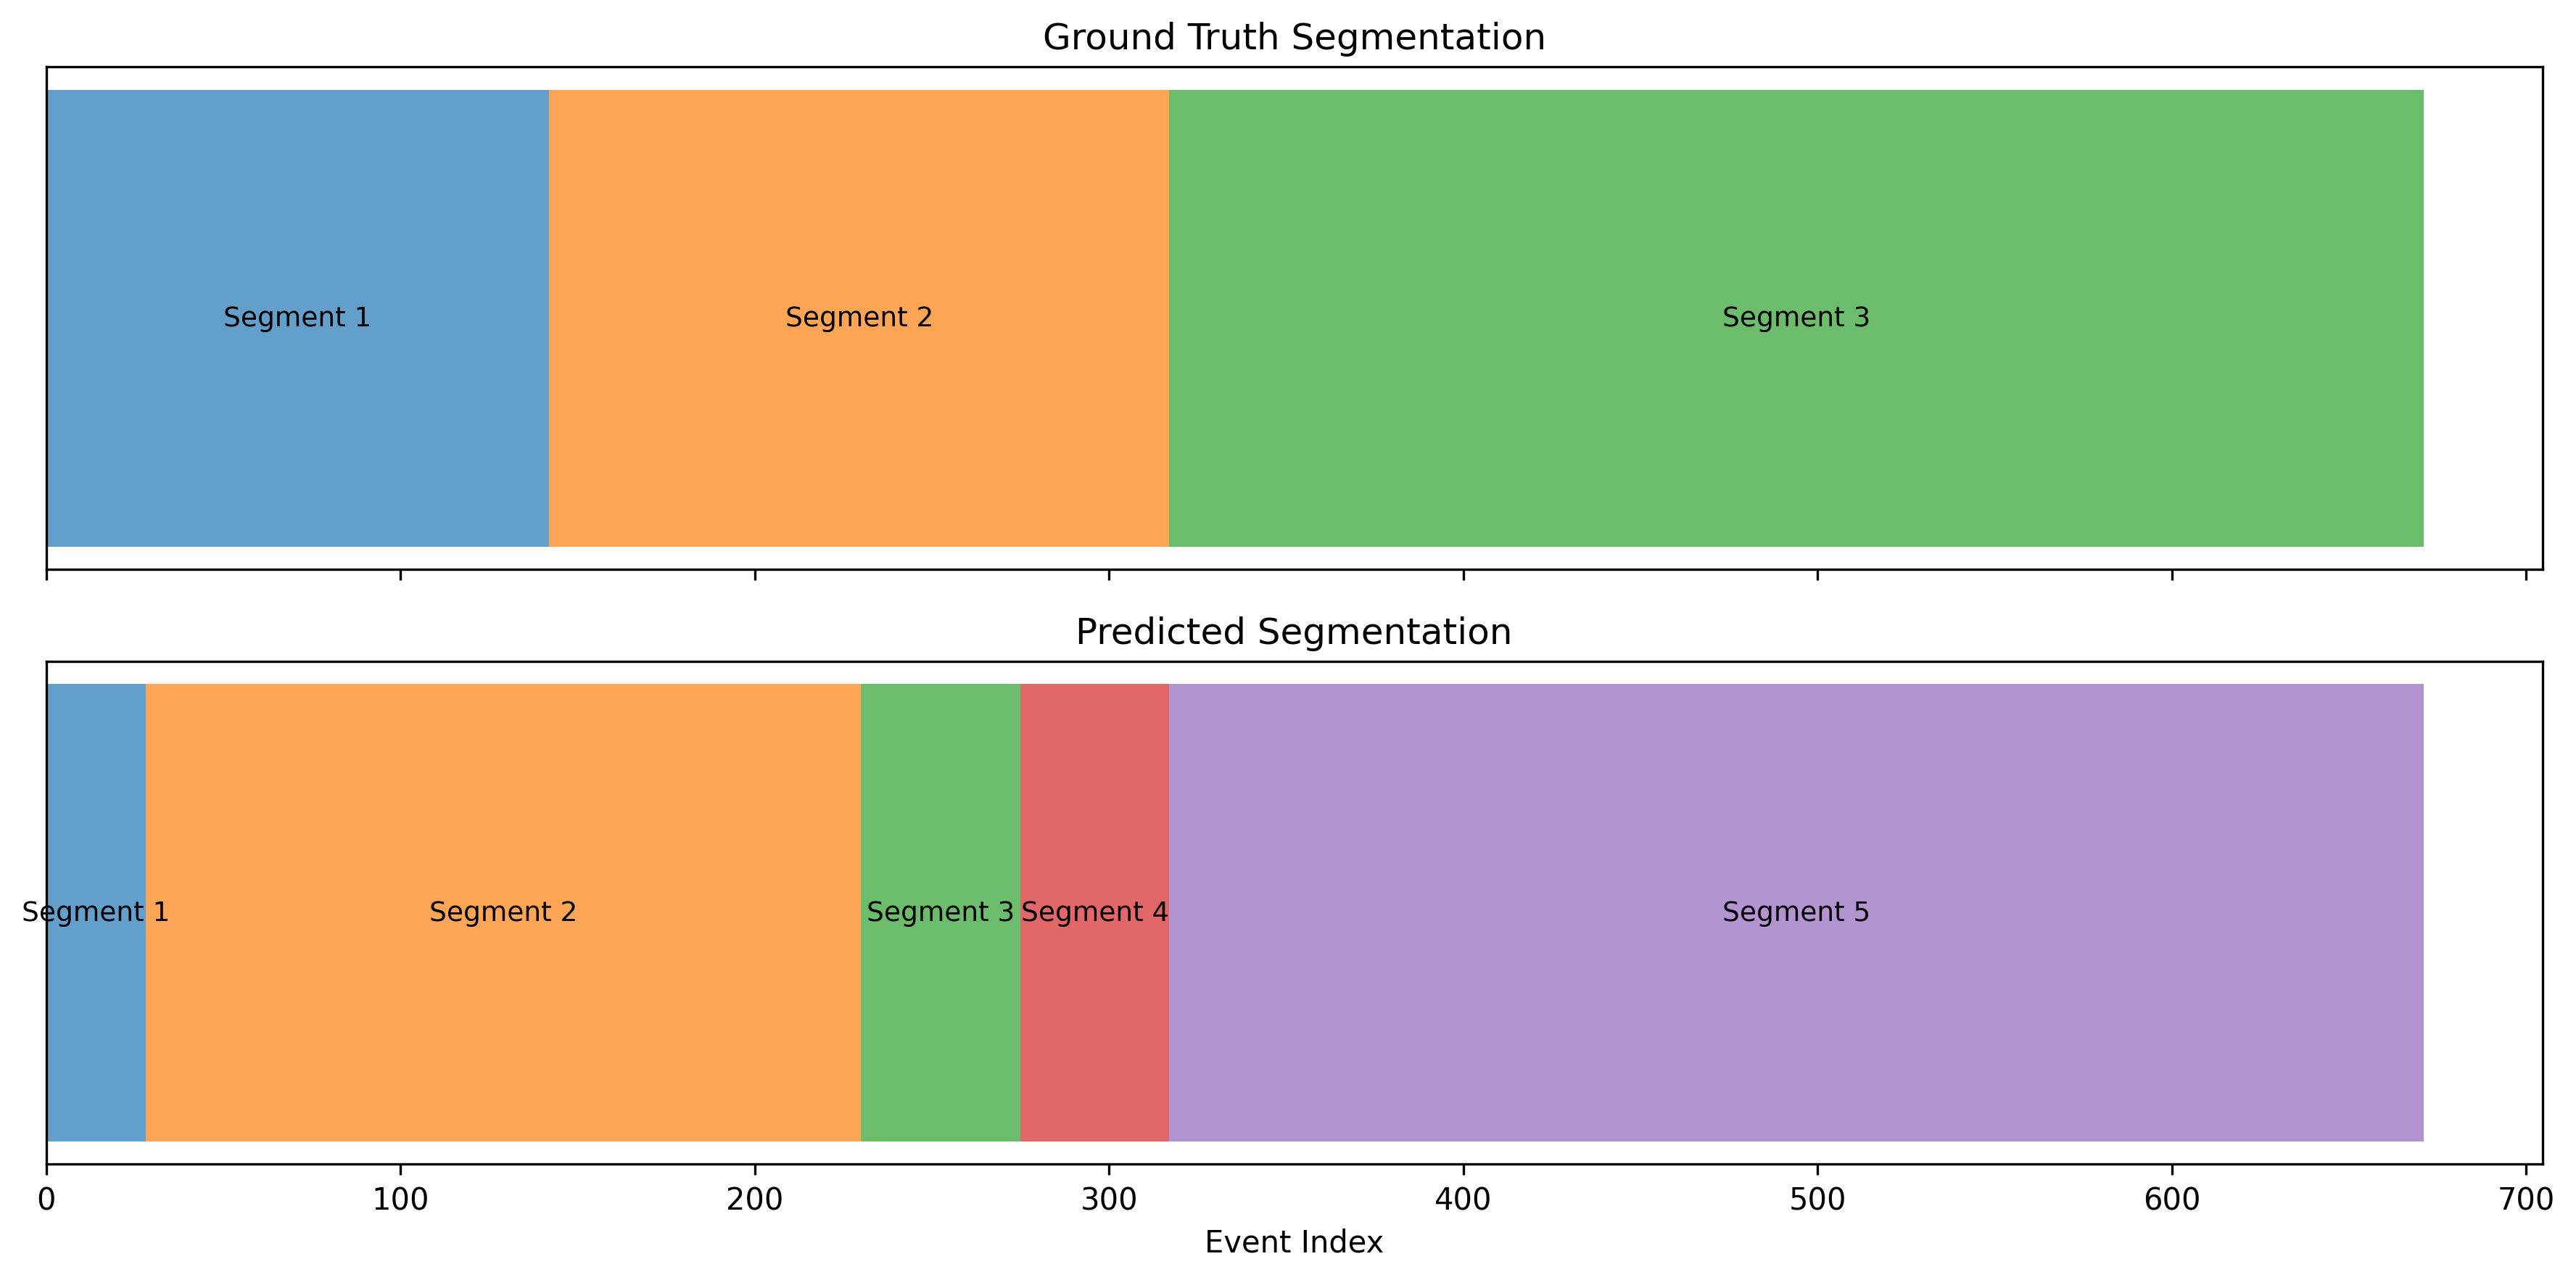 Ground Truth Segmentation
Segment 1 Segment 2 Segment 3
Predicted Segmentation
Segment 1 Segment 2 Segment 3 Segment 4 Segment 5
0 100 200 300 400 500 600 700
Event Index